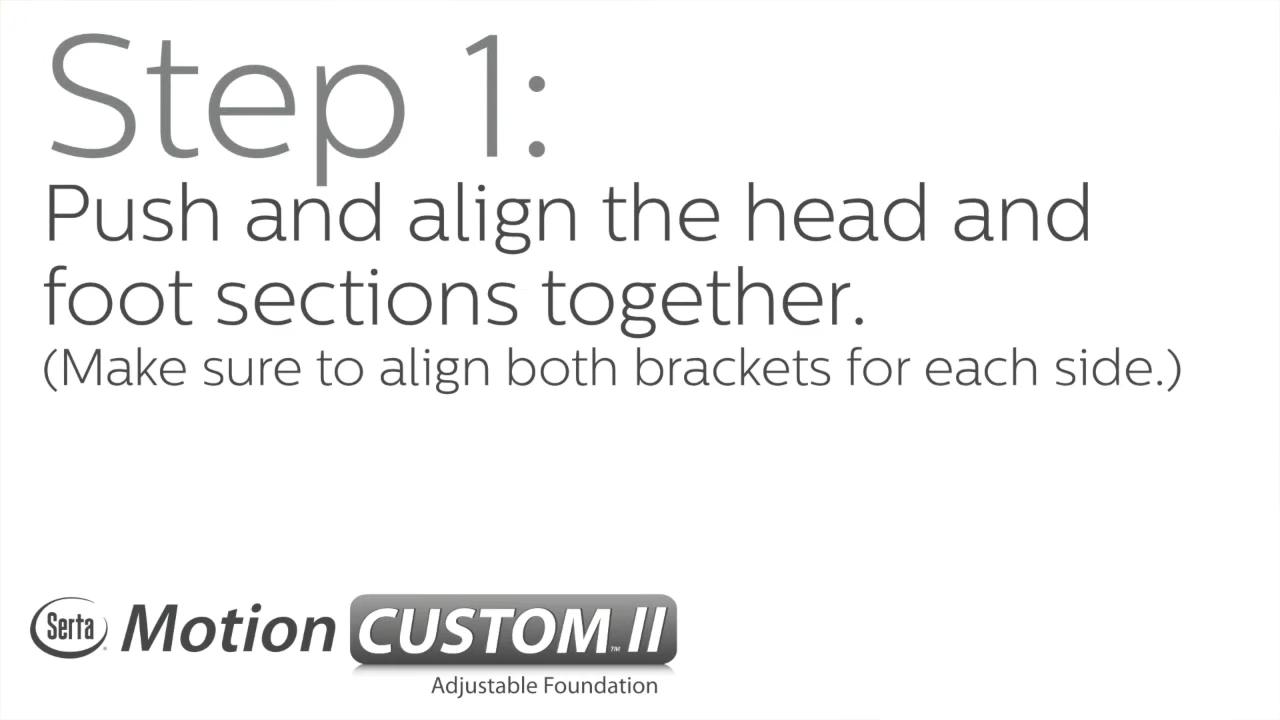 Step 1:
Push and align the head and
foot sections together.
(Make sure to align both brackets for each side.)
Serta® Motion CUSTOM™ II
Adjustable Foundation